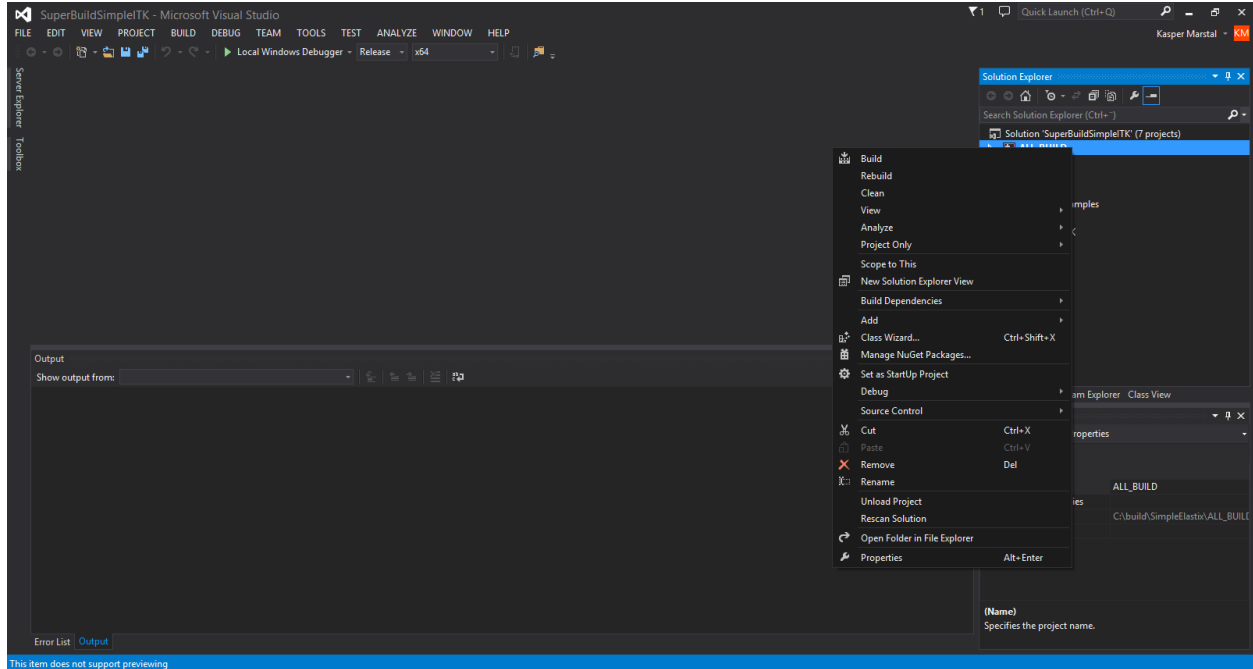 SuperBuildSimpleITK - Microsoft Visual Studio
1
Quick Launch (Ctrl+Q)
FILE EDIT VIEW PROJECT BUILD DEBUG TEAM TOOLS TEST ANALYZE WINDOW HELP
Kasper Marstal
KM
Local Windows Debugger
Release
x64
Server Explorer
Toolbox
Solution Explorer
Search Solution Explorer (Ctrl+¨)
Solution 'SuperBuildSimpleITK' (7 projects)
ALL_BUILD
Build
Rebuild
Clean
View
Analyze
Project Only
Scope to This
New Solution Explorer View
Build Dependencies
Add
Class Wizard... Ctrl+Shift+X
Manage NuGet Packages...
Set as StartUp Project
Debug
Source Control
Cut Ctrl+X
Paste Ctrl+V
Remove Del
Rename
Unload Project
Rescan Solution
Open Folder in File Explorer
Properties Alt+Enter
mples
am Explorer Class View
roperties
ALL_BUILD
ies
C:\build\SimpleElastix\ALL_BUILD
(Name)
Specifies the project name.
Output
Show output from:
Error List Output
This item does not support previewing